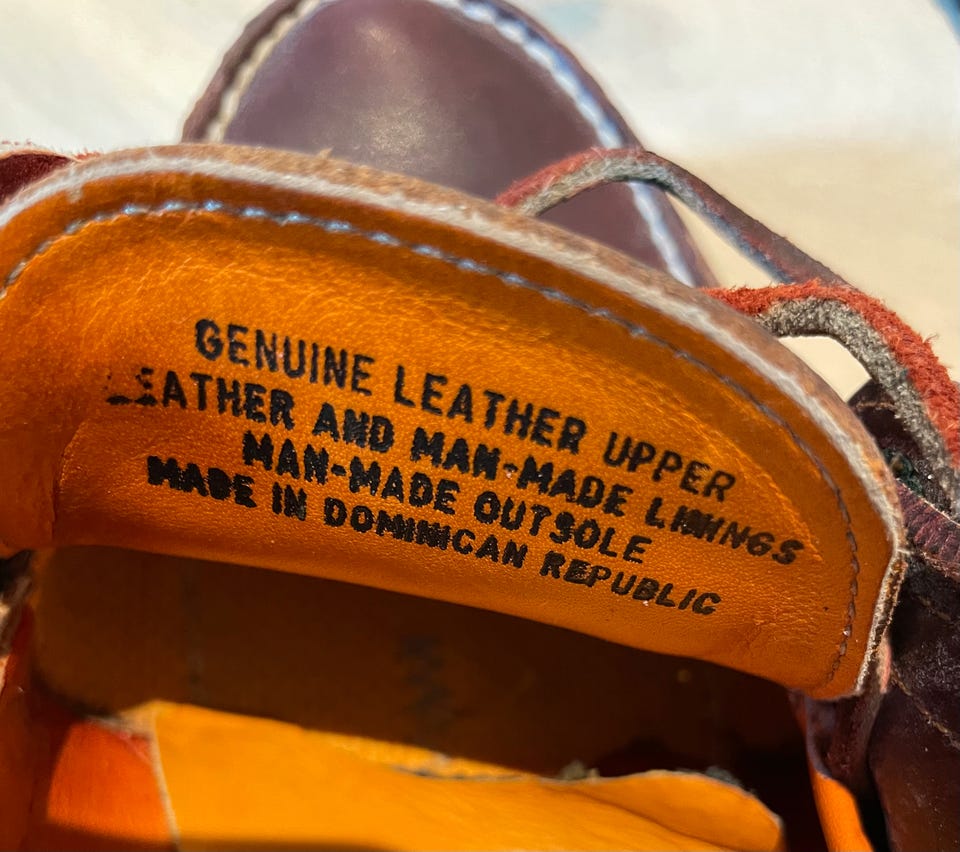 GENUINE LEATHER UPPER
LEATHER AND MAN-MADE LININGS
MAN-MADE OUTSOLE
MADE IN DOMINICAN REPUBLIC